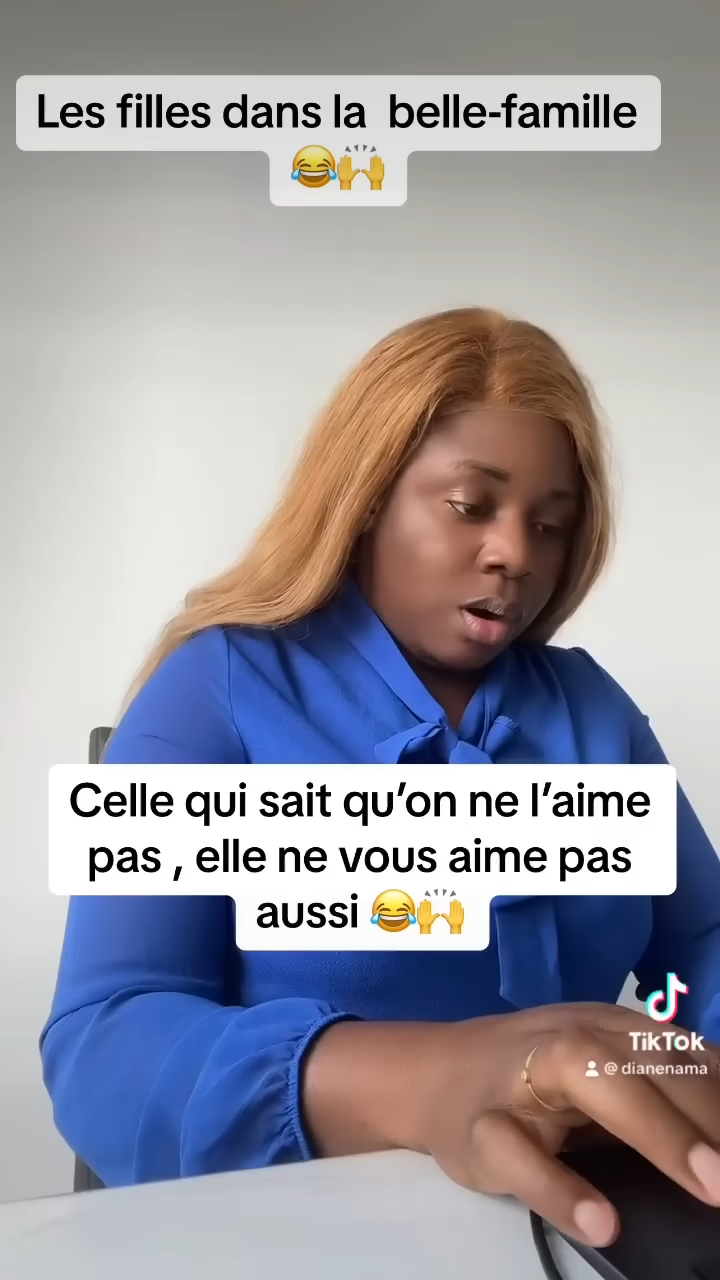 Les filles dans la  belle-famille
😂🙌
Celle qui sait qu’on ne l’aime
pas , elle ne vous aime pas
aussi 😂🙌
TikTok
@dianenama